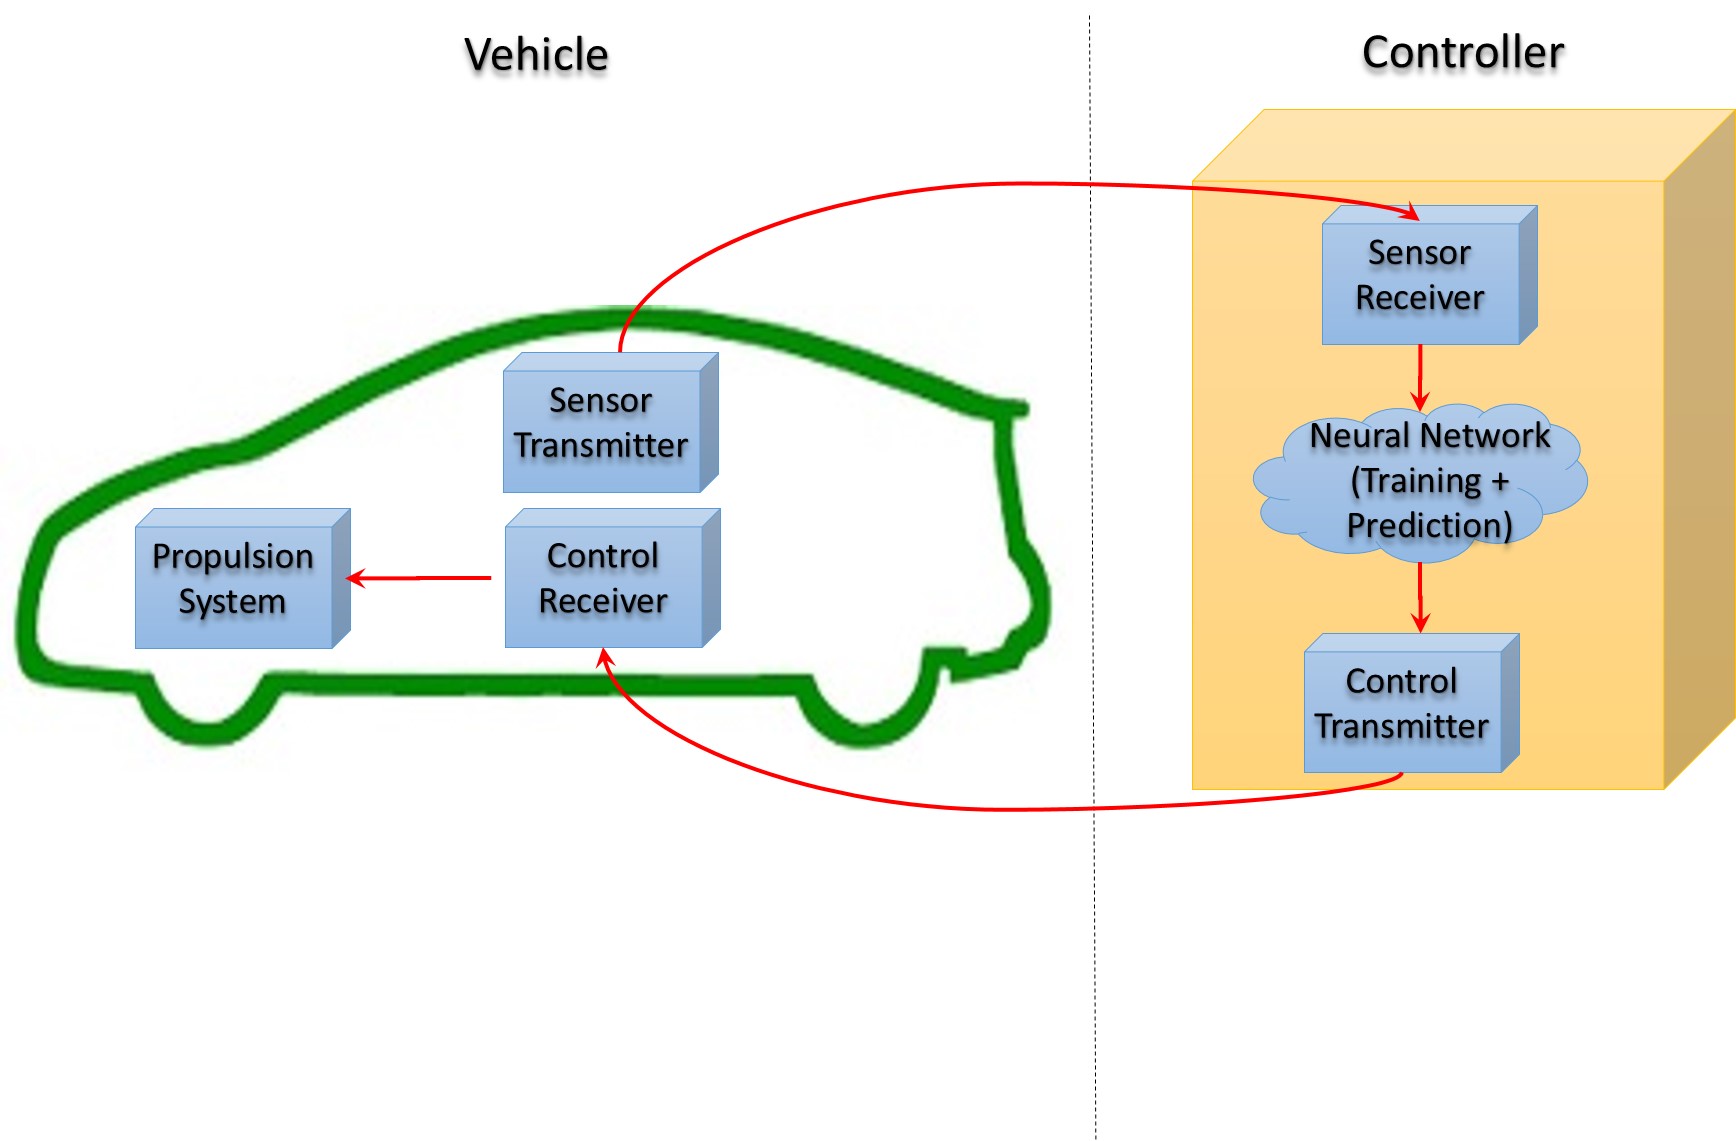 Vehicle
Controller
Sensor
Receiver
Sensor
Transmitter
Neural Network
(Training +
Prediction)
Propulsion
System
Control
Receiver
Control
Transmitter